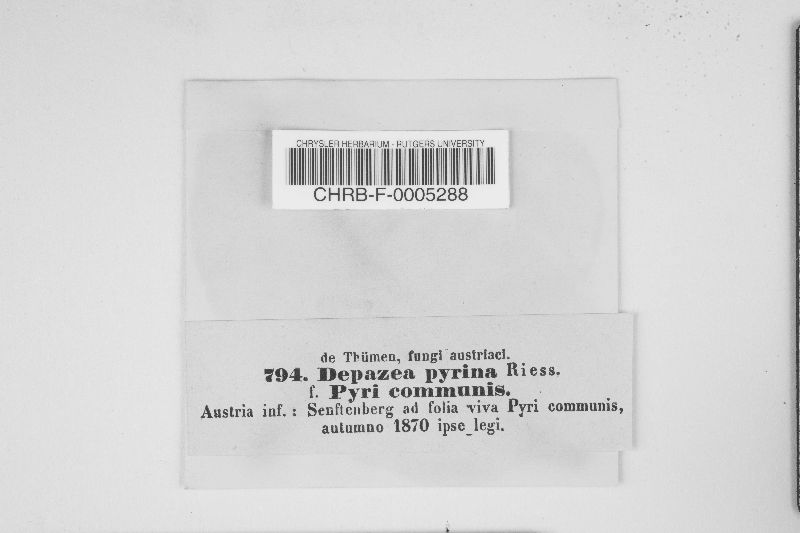 CHRYSLER HERBARIUM - RUTGERS UNIVERSITY
CHRB-F-0005288
de Thümen, fungi austriaci.
794. Depazea pyrina Riess.
f. Pyri communis.
Austria inf.: Senftenberg ad folia viva Pyri communis,
autumno 1870 ipse legi.